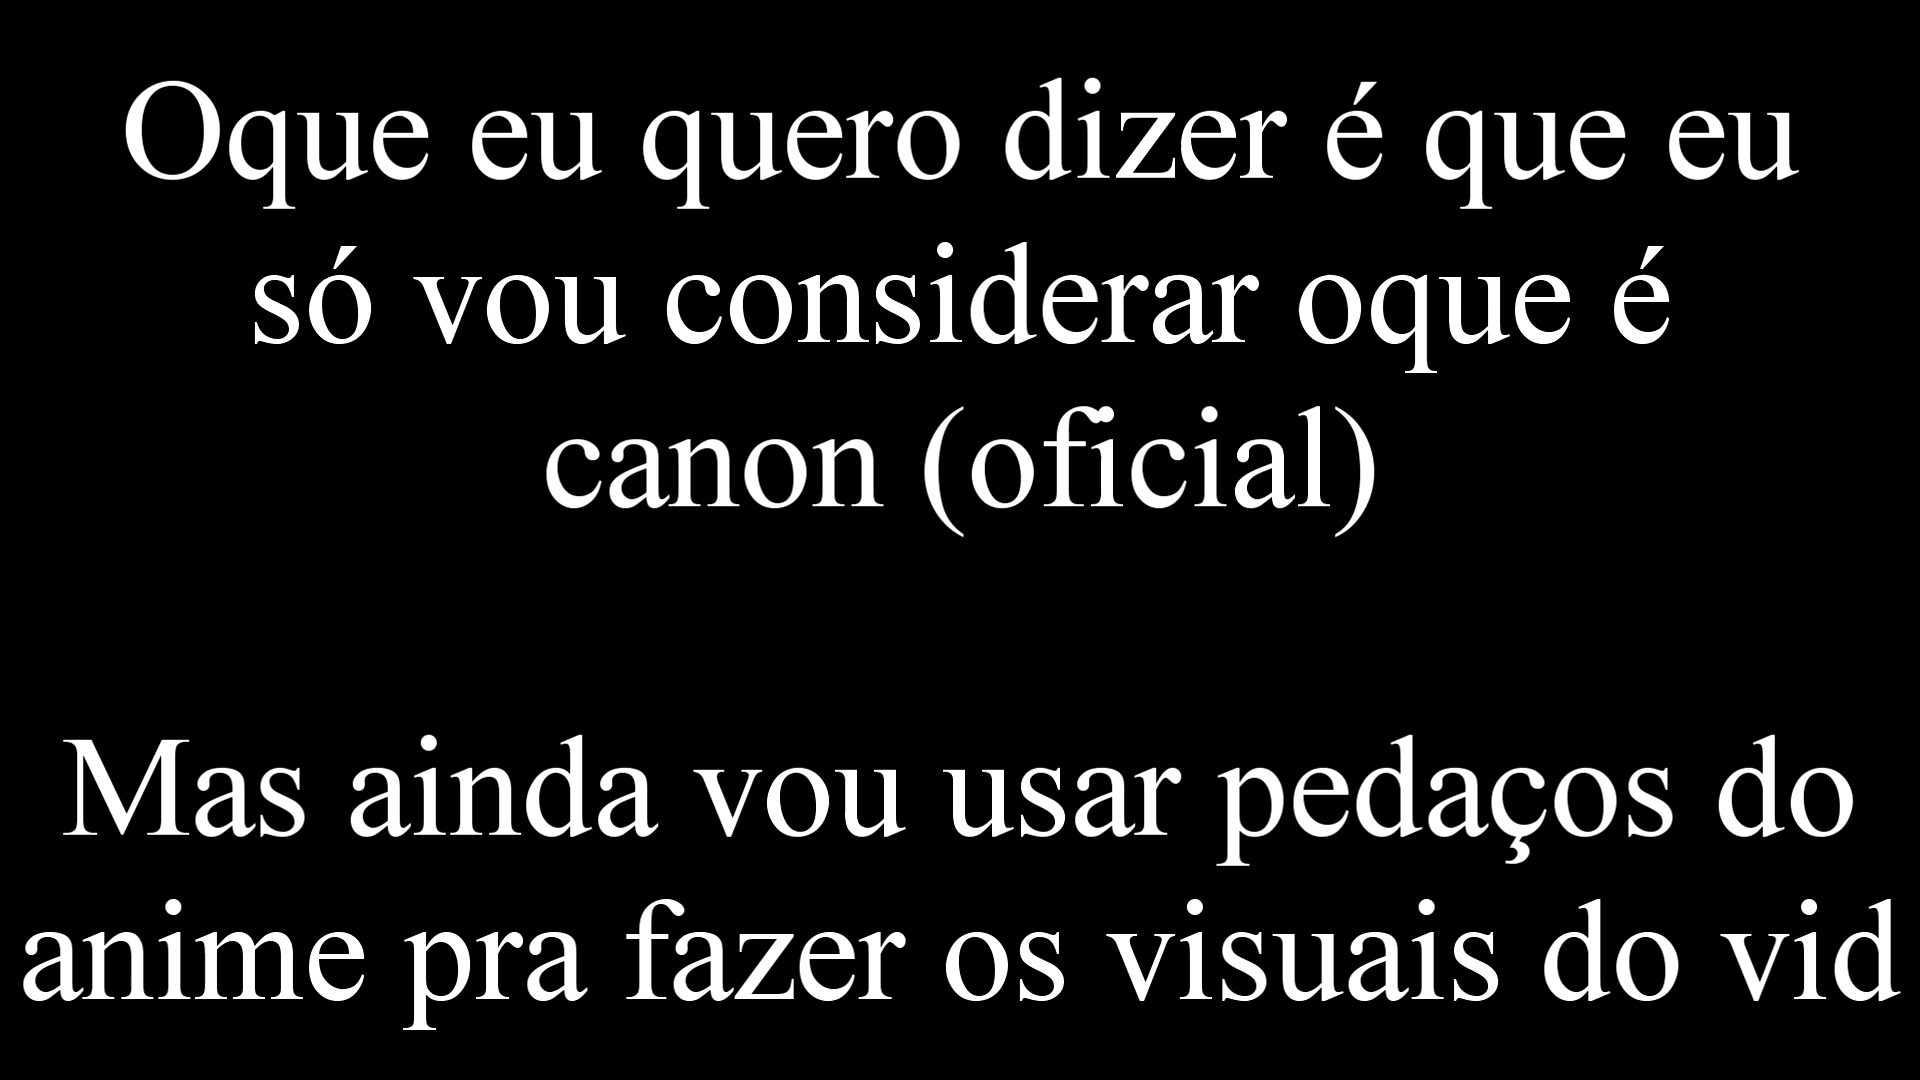 Oque eu quero dizer é que eu
só vou considerar oque é
canon (oficial)
Mas ainda vou usar pedaços do
anime pra fazer os visuais do vid